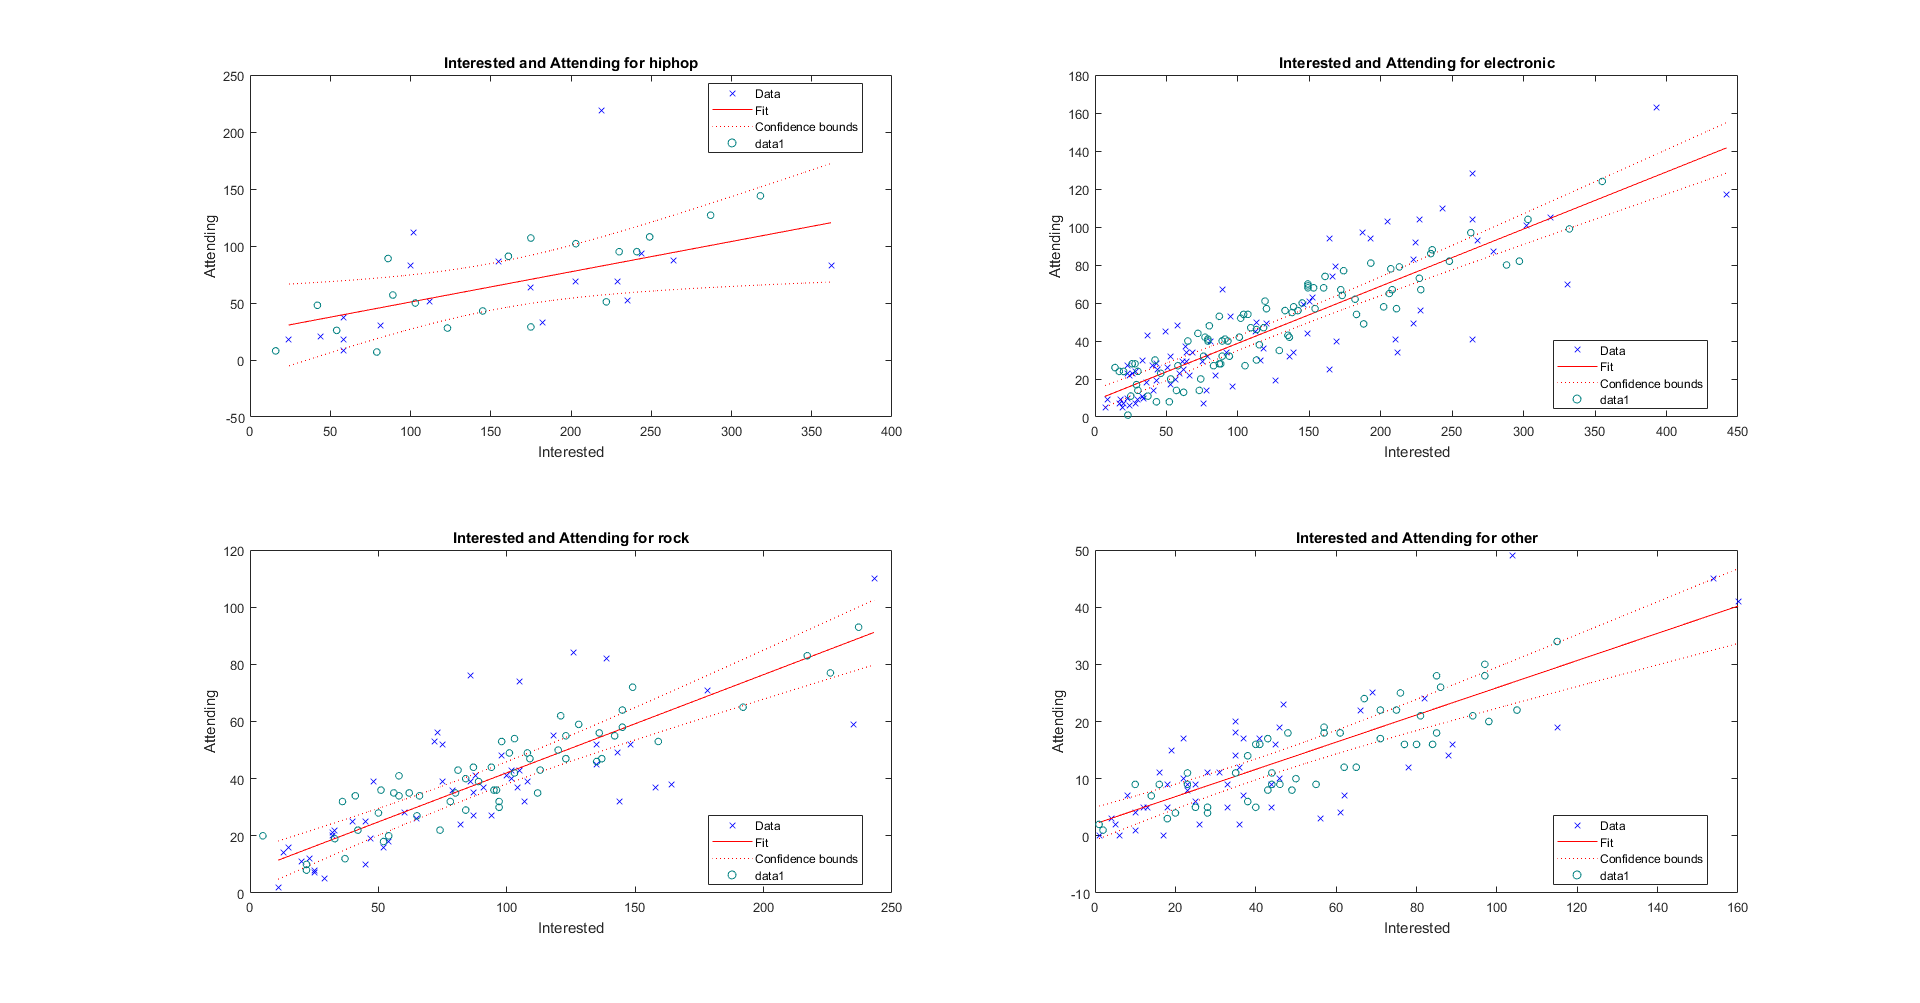 Interested and Attending for hiphop
250
200
150
100
50
0
-50
Attending
0 50 100 150 200 250 300 350 400
Interested
Data
Fit
Confidence bounds
data1
Interested and Attending for electronic
180
160
140
120
100
80
60
40
20
0
Attending
0 50 100 150 200 250 300 350 400 450
Interested
Data
Fit
Confidence bounds
data1
Interested and Attending for rock
120
100
80
60
40
20
0
Attending
0 50 100 150 200 250
Interested
Data
Fit
Confidence bounds
data1
Interested and Attending for other
50
40
30
20
10
0
-10
Attending
0 20 40 60 80 100 120 140 160
Interested
Data
Fit
Confidence bounds
data1